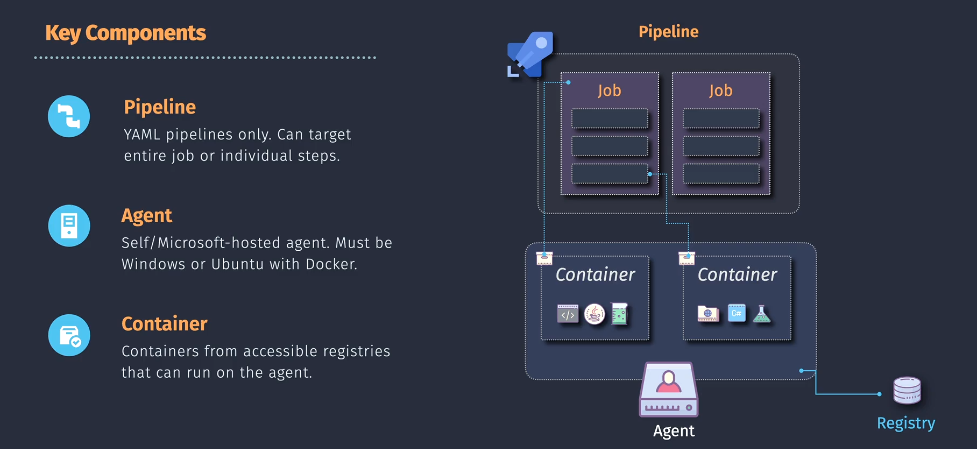 Key Components
Pipeline
YAML pipelines only. Can target
entire job or individual steps.
Agent
Self/Microsoft-hosted agent. Must be
Windows or Ubuntu with Docker.
Container
Containers from accessible registries
that can run on the agent.
Pipeline
Job
Job
Container
Container
</>
C#
Agent
Registry